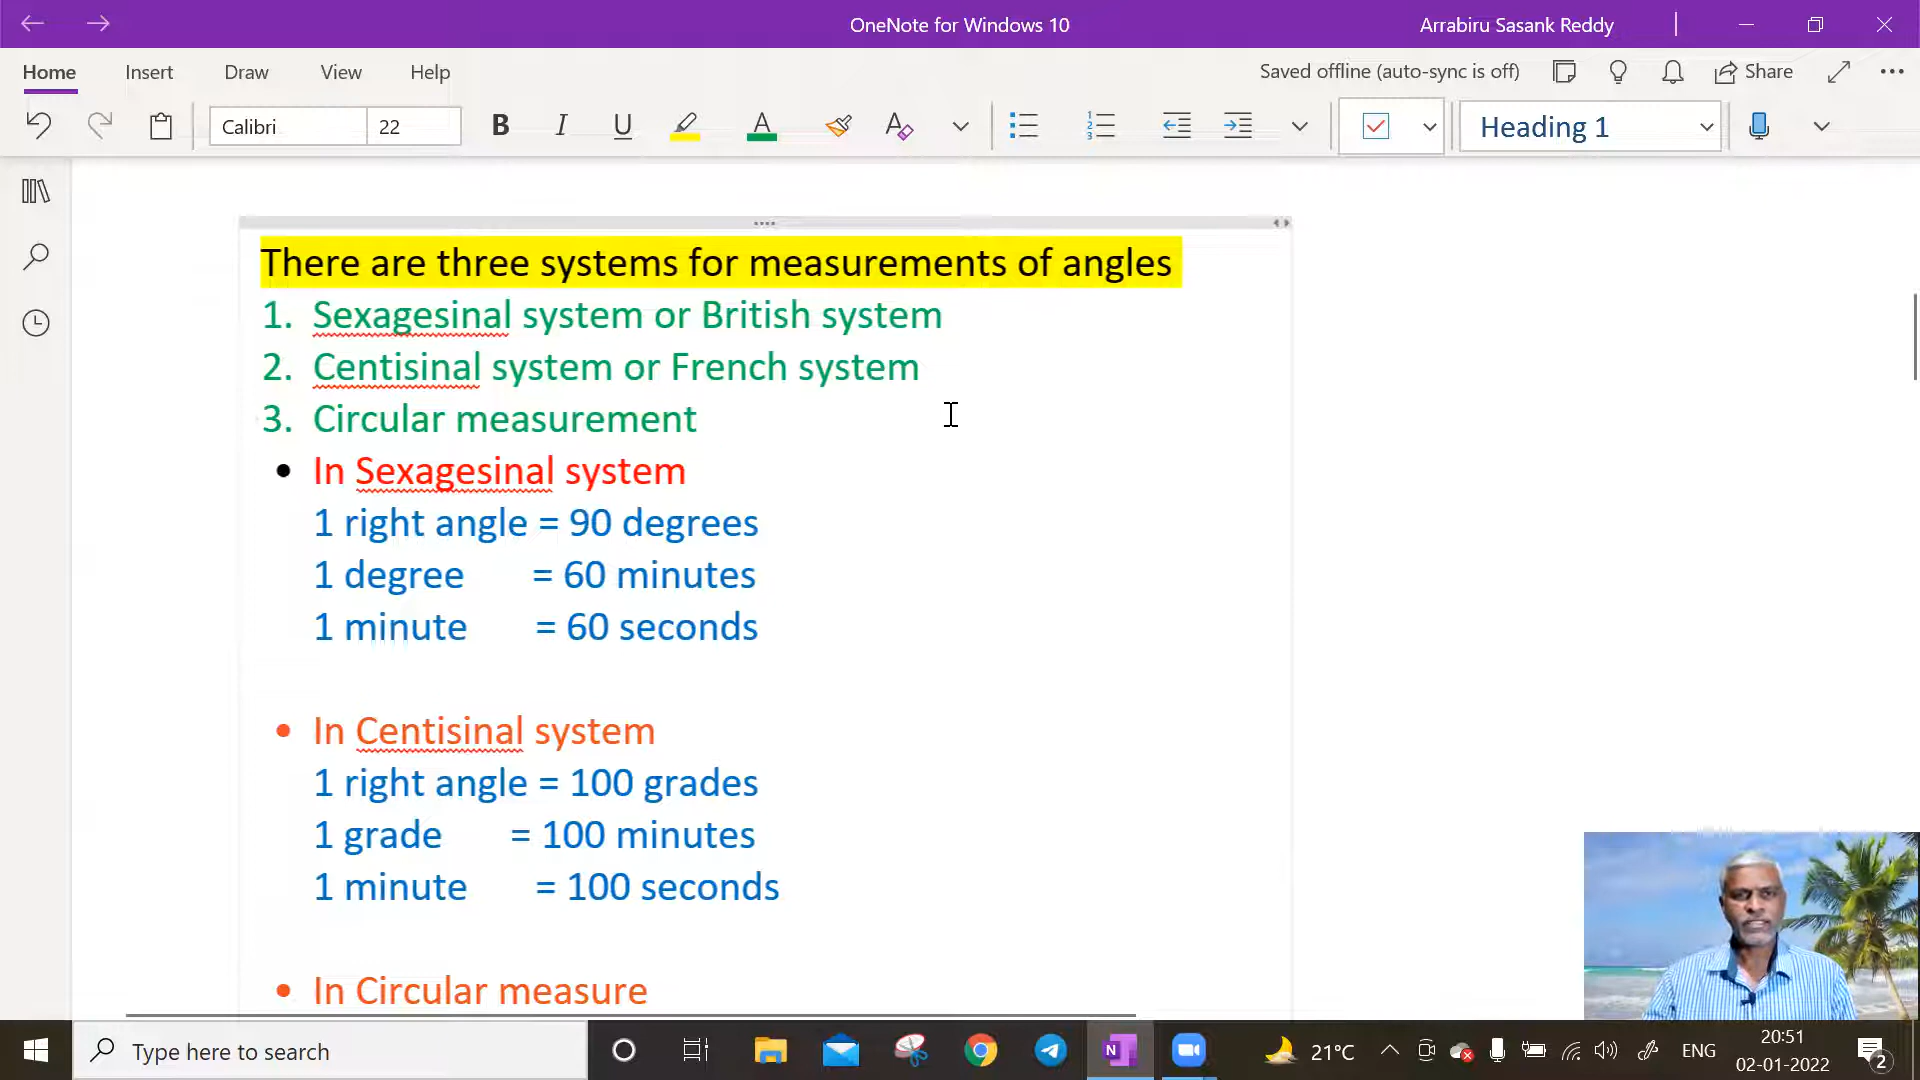 OneNote for Windows 10
Arrabiru Sasank Reddy
Home Insert Draw View Help
Saved offline (auto-sync is off)
Share
Calibri 22
B I U A A
Heading 1
There are three systems for measurements of angles
1. Sexagesinal system or British system
2. Centisinal system or French system
3. Circular measurement
• In Sexagesinal system
1 right angle = 90 degrees
1 degree = 60 minutes
1 minute = 60 seconds
• In Centisinal system
1 right angle = 100 grades
1 grade = 100 minutes
1 minute = 100 seconds
• In Circular measure
Type here to search
N
21°C
ENG
20:51
02-01-2022
2